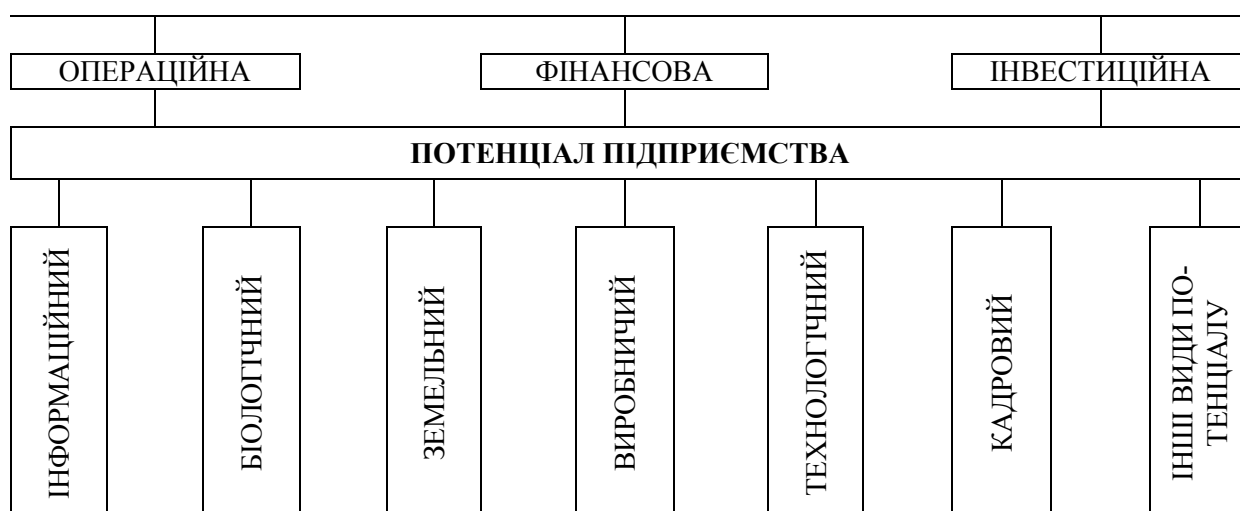 ОПЕРАЦІЙНА
ФІНАНСОВА
ІНВЕСТИЦІЙНА
ПОТЕНЦІАЛ ПІДПРИЄМСТВА
ІНФОРМАЦІЙНИЙ
БІОЛОГІЧНИЙ
ЗЕМЕЛЬНИЙ
ВИРОБНИЧИЙ
ТЕХНОЛОГІЧНИЙ
КАДРОВИЙ
ІНШІ ВИДИ ПО-
ТЕНЦІАЛУ